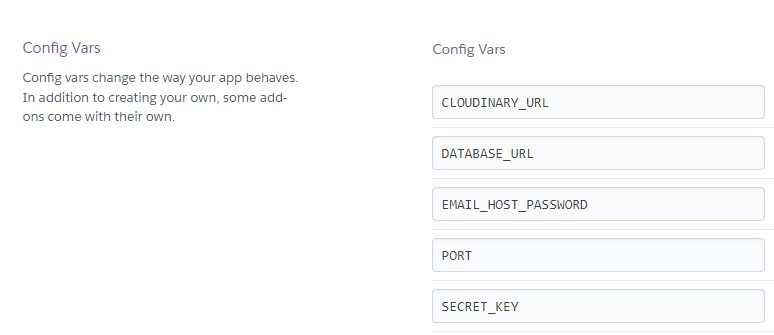 Config Vars
Config vars change the way your app behaves.
In addition to creating your own, some add-
ons come with their own.
Config Vars
CLOUDINARY_URL
DATABASE_URL
EMAIL_HOST_PASSWORD
PORT
SECRET_KEY